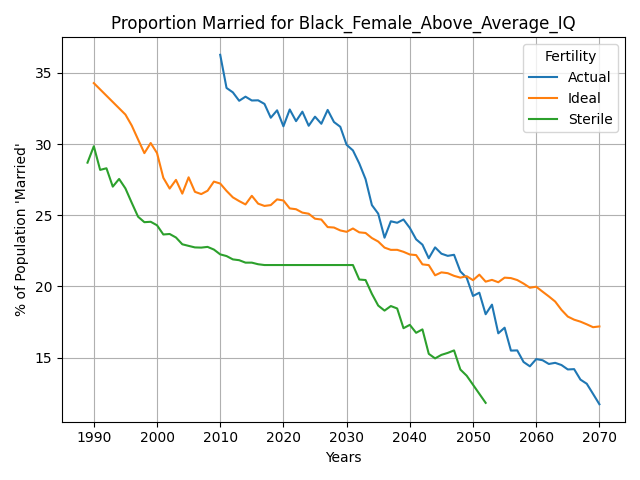 Proportion Married for Black_Female_Above_Average_IQ
Fertility
Actual
Ideal
Sterile
% of Population "Married'
35
30
25
20
15
1990
2000
2010
2020
2030
2040
2050
2060
2070
Years